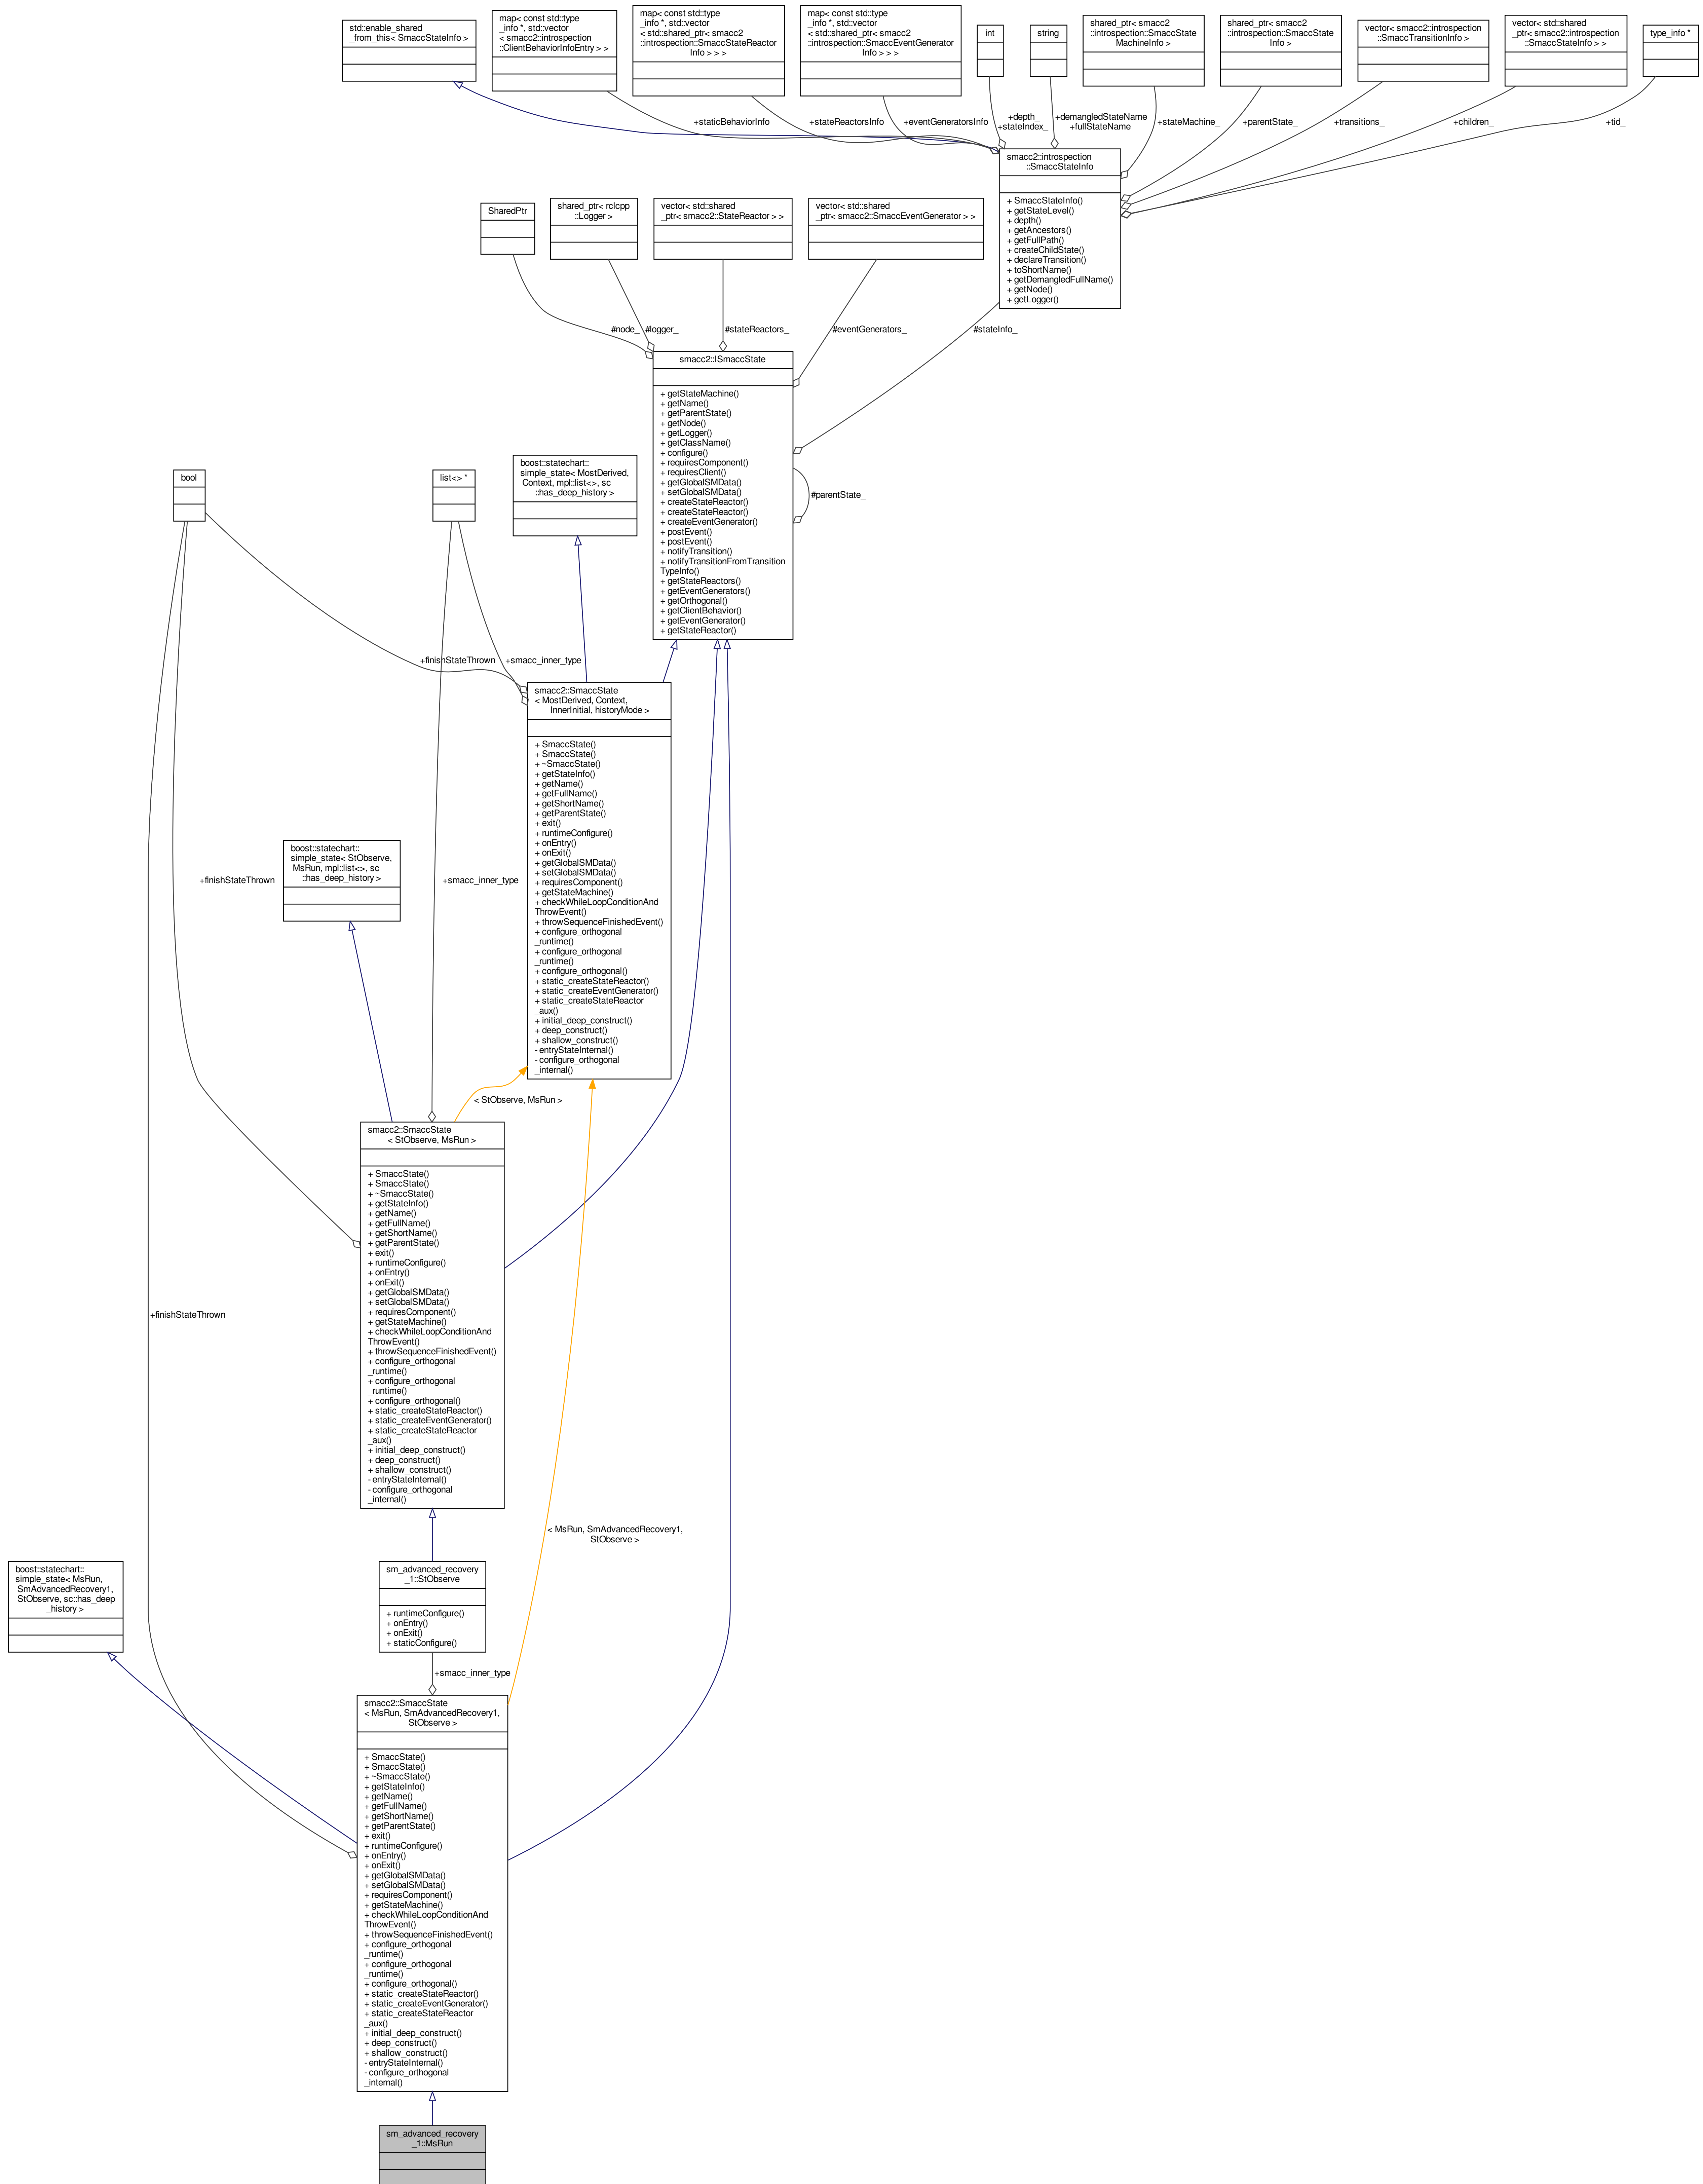 std::enable_shared
_from_this< SmaccStateInfo >
map< const std::type
_info *, std::vector
< smacc2::introspection
::ClientBehaviorInfoEntry > >
map< const std::type
_info *, std::vector
< std::shared_ptr< smacc2
::introspection::SmaccStateReactor
Info > > >
map< const std::type
_info *, std::vector
< std::shared_ptr< smacc2
::introspection::SmaccEventGenerator
Info > > >
int
string
shared_ptr< smacc2
::introspection::SmaccState
MachineInfo >
shared_ptr< smacc2
::introspection::SmaccState
Info >
vector< smacc2::introspection
::SmaccTransitionInfo >
vector< std::shared
_ptr< smacc2::introspection
::SmaccStateInfo > >
type_info *
+staticBehaviorInfo
+stateReactorsInfo
+eventGeneratorsInfo
+depth_
+stateIndex_
+demangledStateName
+fullStateName
+stateMachine_
+parentState_
+transitions_
+children_
+tid_
smacc2::introspection
::SmaccStateInfo
+ SmaccStateInfo()
+ getStateLevel()
+ depth()
+ getAncestors()
+ getFullPath()
+ createChildState()
+ declareTransition()
+ toShortName()
+ getDemangledFullName()
+ getNode()
+ getLogger()
SharedPtr
shared_ptr< rclcpp
::Logger >
vector< std::shared
_ptr< smacc2::StateReactor > >
vector< std::shared
_ptr< smacc2::SmaccEventGenerator > >
#node_
#logger_
#stateReactors_
#eventGenerators_
#stateInfo_
smacc2::ISmaccState
+ getStateMachine()
+ getName()
+ getParentState()
+ getNode()
+ getLogger()
+ getClassName()
+ configure()
+ requiresComponent()
+ requiresClient()
+ getGlobalSMData()
+ setGlobalSMData()
+ createStateReactor()
+ createStateReactor()
+ createEventGenerator()
+ postEvent()
+ postEvent()
+ notifyTransition()
+ notifyTransitionFromTransition
TypeInfo()
+ getStateReactors()
+ getEventGenerators()
+ getOrthogonal()
+ getClientBehavior()
+ getEventGenerator()
+ getStateReactor()
#parentState_
bool
list<> *
boost::statechart::
simple_state< MostDerived,
Context, mpl::list<>, sc
::has_deep_history >
+finishStateThrown
+smacc_inner_type
smacc2::SmaccState
< MostDerived, Context,
InnerInitial, historyMode >
+ SmaccState()
+ SmaccState()
+ ~SmaccState()
+ getStateInfo()
+ getName()
+ getFullName()
+ getShortName()
+ getParentState()
+ exit()
+ runtimeConfigure()
+ onEntry()
+ onExit()
+ getGlobalSMData()
+ setGlobalSMData()
+ requiresComponent()
+ getStateMachine()
+ checkWhileLoopConditionAnd
ThrowEvent()
+ throwSequenceFinishedEvent()
+ configure_orthogonal
_runtime()
+ configure_orthogonal
_runtime()
+ configure_orthogonal()
+ static_createStateReactor()
+ static_createEventGenerator()
+ static_createStateReactor
_aux()
+ initial_deep_construct()
+ deep_construct()
+ shallow_construct()
- entryStateInternal()
- configure_orthogonal
_internal()
boost::statechart::
simple_state< StObserve,
MsRun, mpl::list<>, sc
::has_deep_history >
+finishStateThrown
+smacc_inner_type
< StObserve, MsRun >
smacc2::SmaccState
< StObserve, MsRun >
+ SmaccState()
+ SmaccState()
+ ~SmaccState()
+ getStateInfo()
+ getName()
+ getFullName()
+ getShortName()
+ getParentState()
+ exit()
+ runtimeConfigure()
+ onEntry()
+ onExit()
+ getGlobalSMData()
+ setGlobalSMData()
+ requiresComponent()
+ getStateMachine()
+ checkWhileLoopConditionAnd
ThrowEvent()
+ throwSequenceFinishedEvent()
+ configure_orthogonal
_runtime()
+ configure_orthogonal
_runtime()
+ configure_orthogonal()
+ static_createStateReactor()
+ static_createEventGenerator()
+ static_createStateReactor
_aux()
+ initial_deep_construct()
+ deep_construct()
+ shallow_construct()
- entryStateInternal()
- configure_orthogonal
_internal()
+finishStateThrown
< MsRun, SmAdvancedRecovery1,
StObserve >
boost::statechart::
simple_state< MsRun,
SmAdvancedRecovery1,
StObserve, sc::has_deep
_history >
sm_advanced_recovery
_1::StObserve
+ runtimeConfigure()
+ onEntry()
+ onExit()
+ staticConfigure()
+smacc_inner_type
smacc2::SmaccState
< MsRun, SmAdvancedRecovery1,
StObserve >
+ SmaccState()
+ SmaccState()
+ ~SmaccState()
+ getStateInfo()
+ getName()
+ getFullName()
+ getShortName()
+ getParentState()
+ exit()
+ runtimeConfigure()
+ onEntry()
+ onExit()
+ getGlobalSMData()
+ setGlobalSMData()
+ requiresComponent()
+ getStateMachine()
+ checkWhileLoopConditionAnd
ThrowEvent()
+ throwSequenceFinishedEvent()
+ configure_orthogonal
_runtime()
+ configure_orthogonal
_runtime()
+ configure_orthogonal()
+ static_createStateReactor()
+ static_createEventGenerator()
+ static_createStateReactor
_aux()
+ initial_deep_construct()
+ deep_construct()
+ shallow_construct()
- entryStateInternal()
- configure_orthogonal
_internal()
sm_advanced_recovery
_1::MsRun